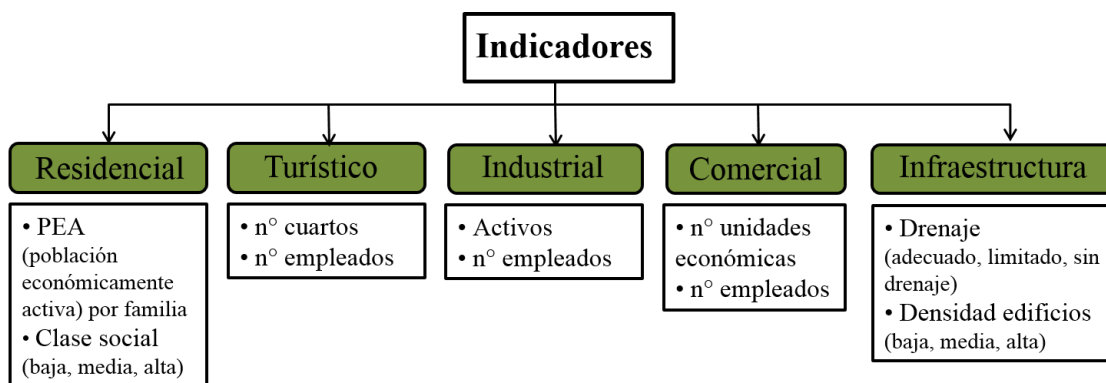 Indicadores
Residencial
• PEA
(población
económicamente
activa) por familia
• Clase social
(baja, media, alta)
Turístico
• n° cuartos
• n° empleados
Industrial
• Activos
• n° empleados
Comercial
• n° unidades
económicas
• n° empleados
Infraestructura
• Drenaje
(adecuado, limitado, sin
drenaje)
• Densidad edificios
(baja, media, alta)